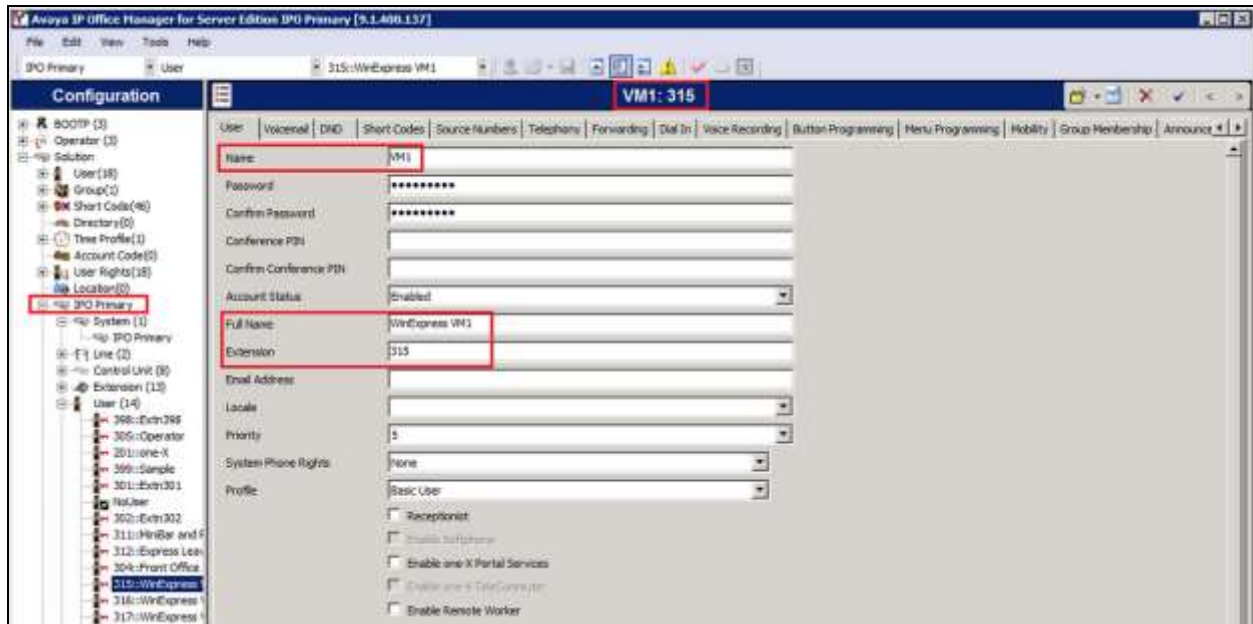 Avaya IP Office Manager for Server Edition IPO Primary [9.1.400.137]
File Edit View Tools Help
IPO Primary User 315::WinExpress VM1
Configuration VM1: 315
User Voicemail DND Short Codes Source Numbers Telephony Forwarding Dial In Voice Recording Button Programming Menu Programming Mobility Group Membership Announce
BOOTP (3)
Operator (3)
Solution
User(18)
Group(1)
Short Code(46)
Directory(0)
Time Profile(1)
Account Code(0)
User Rights(18)
Location(0)
IPO Primary
System (1)
IPO Primary
Line (2)
Control Unit (8)
Extension (13)
User (14)
398::Extn398
305::Operator
201::one-X
399::Sample
301::Extn301
NoUser
302::Extn302
311::MiniBar and F
312::Express Leav
304::Front Office
315::WinExpress
316::WinExpress
317::WinExpress
Name VM1
Password •••••••••
Confirm Password •••••••••
Conference PIN
Confirm Conference PIN
Account Status Enabled
Full Name WinExpress VM1
Extension 315
Email Address
Locale
Priority 5
System Phone Rights None
Profile Basic User
Receptionist
Enable Softphone
Enable one-X Portal Services
Enable one-X TeleCommuter
Enable Remote Worker